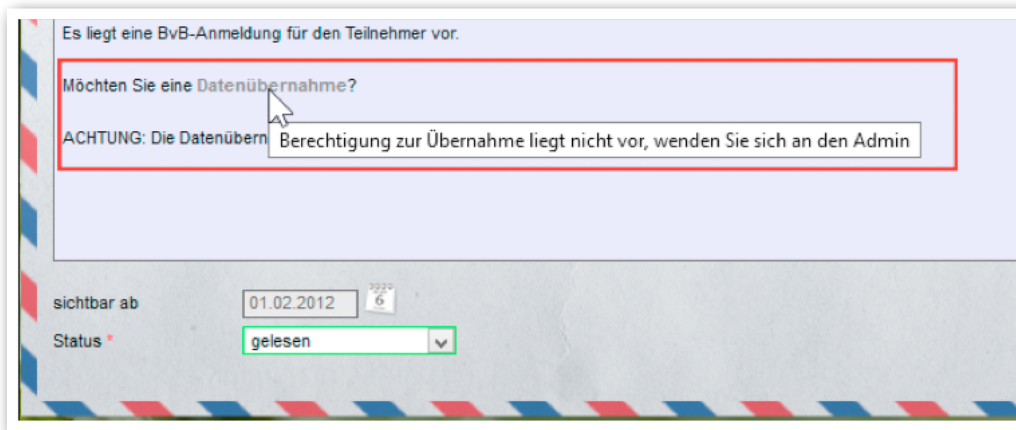 Es liegt eine BvB-Anmeldung für den Teilnehmer vor.
Möchten Sie eine Datenübernahme?
ACHTUNG: Die Datenübern
Berechtigung zur Übernahme liegt nicht vor, wenden Sie sich an den Admin
sichtbar ab 01.02.2012 6
Status * gelesen